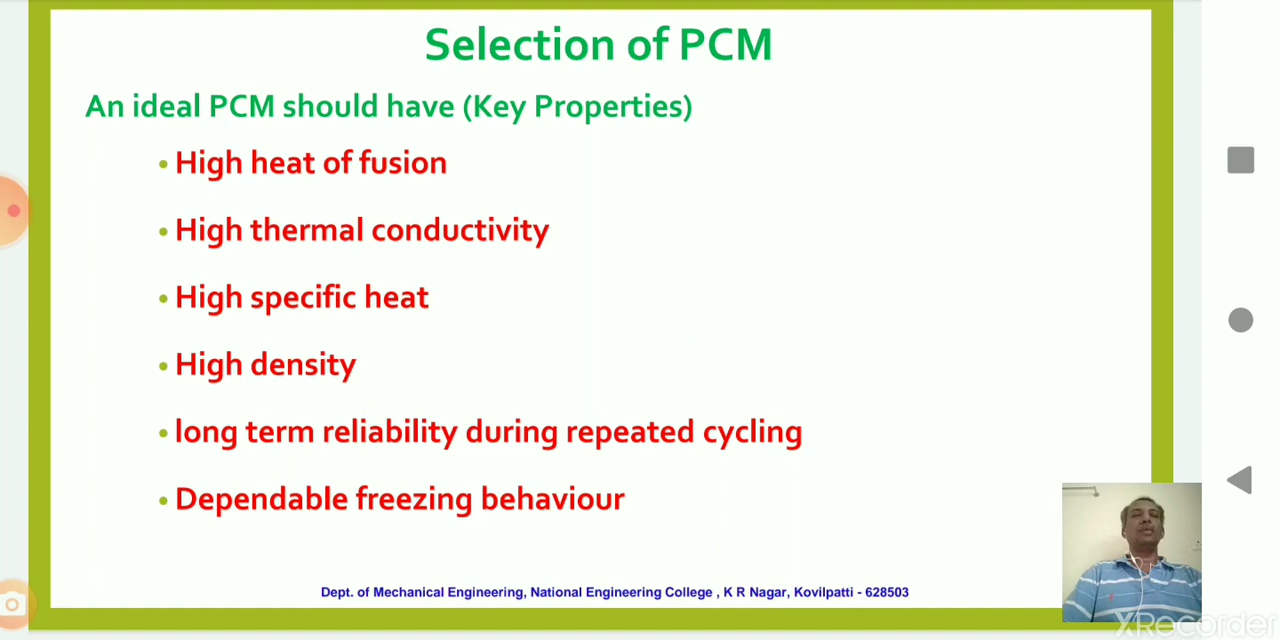 Selection of PCM
An ideal PCM should have (Key Properties)
• High heat of fusion
• High thermal conductivity
• High specific heat
• High density
• long term reliability during repeated cycling
• Dependable freezing behaviour
Dept. of Mechanical Engineering, National Engineering College , K R Nagar, Kovilpatti - 628503
XRecorder